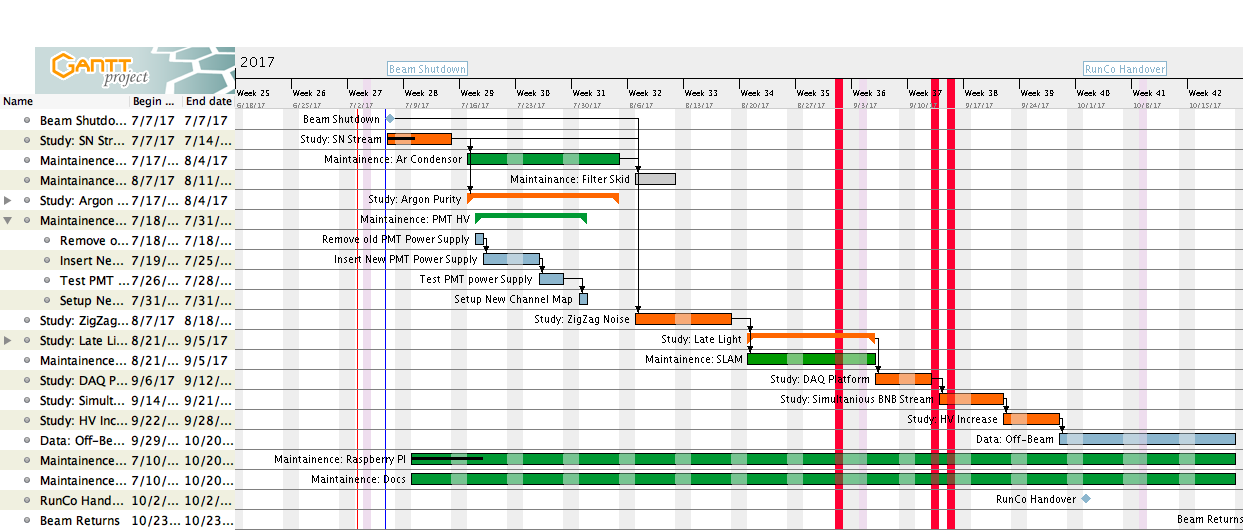 GANTT
project
2017
Beam Shutdown
RunCo Handover
Name Begin ... End date
Week 25 Week 26 Week 27 Week 28 Week 29 Week 30 Week 31 Week 32 Week 33 Week 34 Week 35 Week 36 Week 37 Week 38 Week 39 Week 40 Week 41 Week 42
6/18/17 6/25/17 7/2/17 7/9/17 7/16/17 7/23/17 7/30/17 8/6/17 8/13/17 8/20/17 8/27/17 9/3/17 9/10/17 9/17/17 9/24/17 10/1/17 10/8/17 10/15/17
Beam Shutdo... 7/7/17 7/7/17 Beam Shutdown
Study: SN Str... 7/7/17 7/14/... Study: SN Stream
Maintainence... 7/17/... 8/4/17 Maintainence: Ar Condensor
Maintainance... 8/7/17 8/11/... Maintainance: Filter Skid
Study: Argon ... 7/17/... 8/4/17 Study: Argon Purity
Maintainence... 7/18/... 7/31/... Maintainence: PMT HV
Remove o... 7/18/... 7/18/... Remove old PMT Power Supply
Insert Ne... 7/19/... 7/25/... Insert New PMT Power Supply
Test PMT ... 7/26/... 7/28/... Test PMT power Supply
Setup Ne... 7/31/... 7/31/... Setup New Channel Map
Study: ZigZag... 8/7/17 8/18/... Study: ZigZag Noise
Study: Late Li... 8/21/... 9/5/17 Study: Late Light
Maintainence... 8/21/... 9/5/17 Maintainence: SLAM
Study: DAQ P... 9/6/17 9/12/... Study: DAQ Platform
Study: Simult... 9/14/... 9/21/... Study: Simultanious BNB Stream
Study: HV Inc... 9/22/... 9/28/... Study: HV Increase
Data: Off-Be... 9/29/... 10/20... Data: Off-Beam
Maintainence... 7/10/... 10/20... Maintainence: Raspberry PI
Maintainence... 7/10/... 10/20... Maintainence: Docs
RunCo Hand... 10/2/... 10/2/... RunCo Handover
Beam Returns 10/23... 10/23... Beam Returns